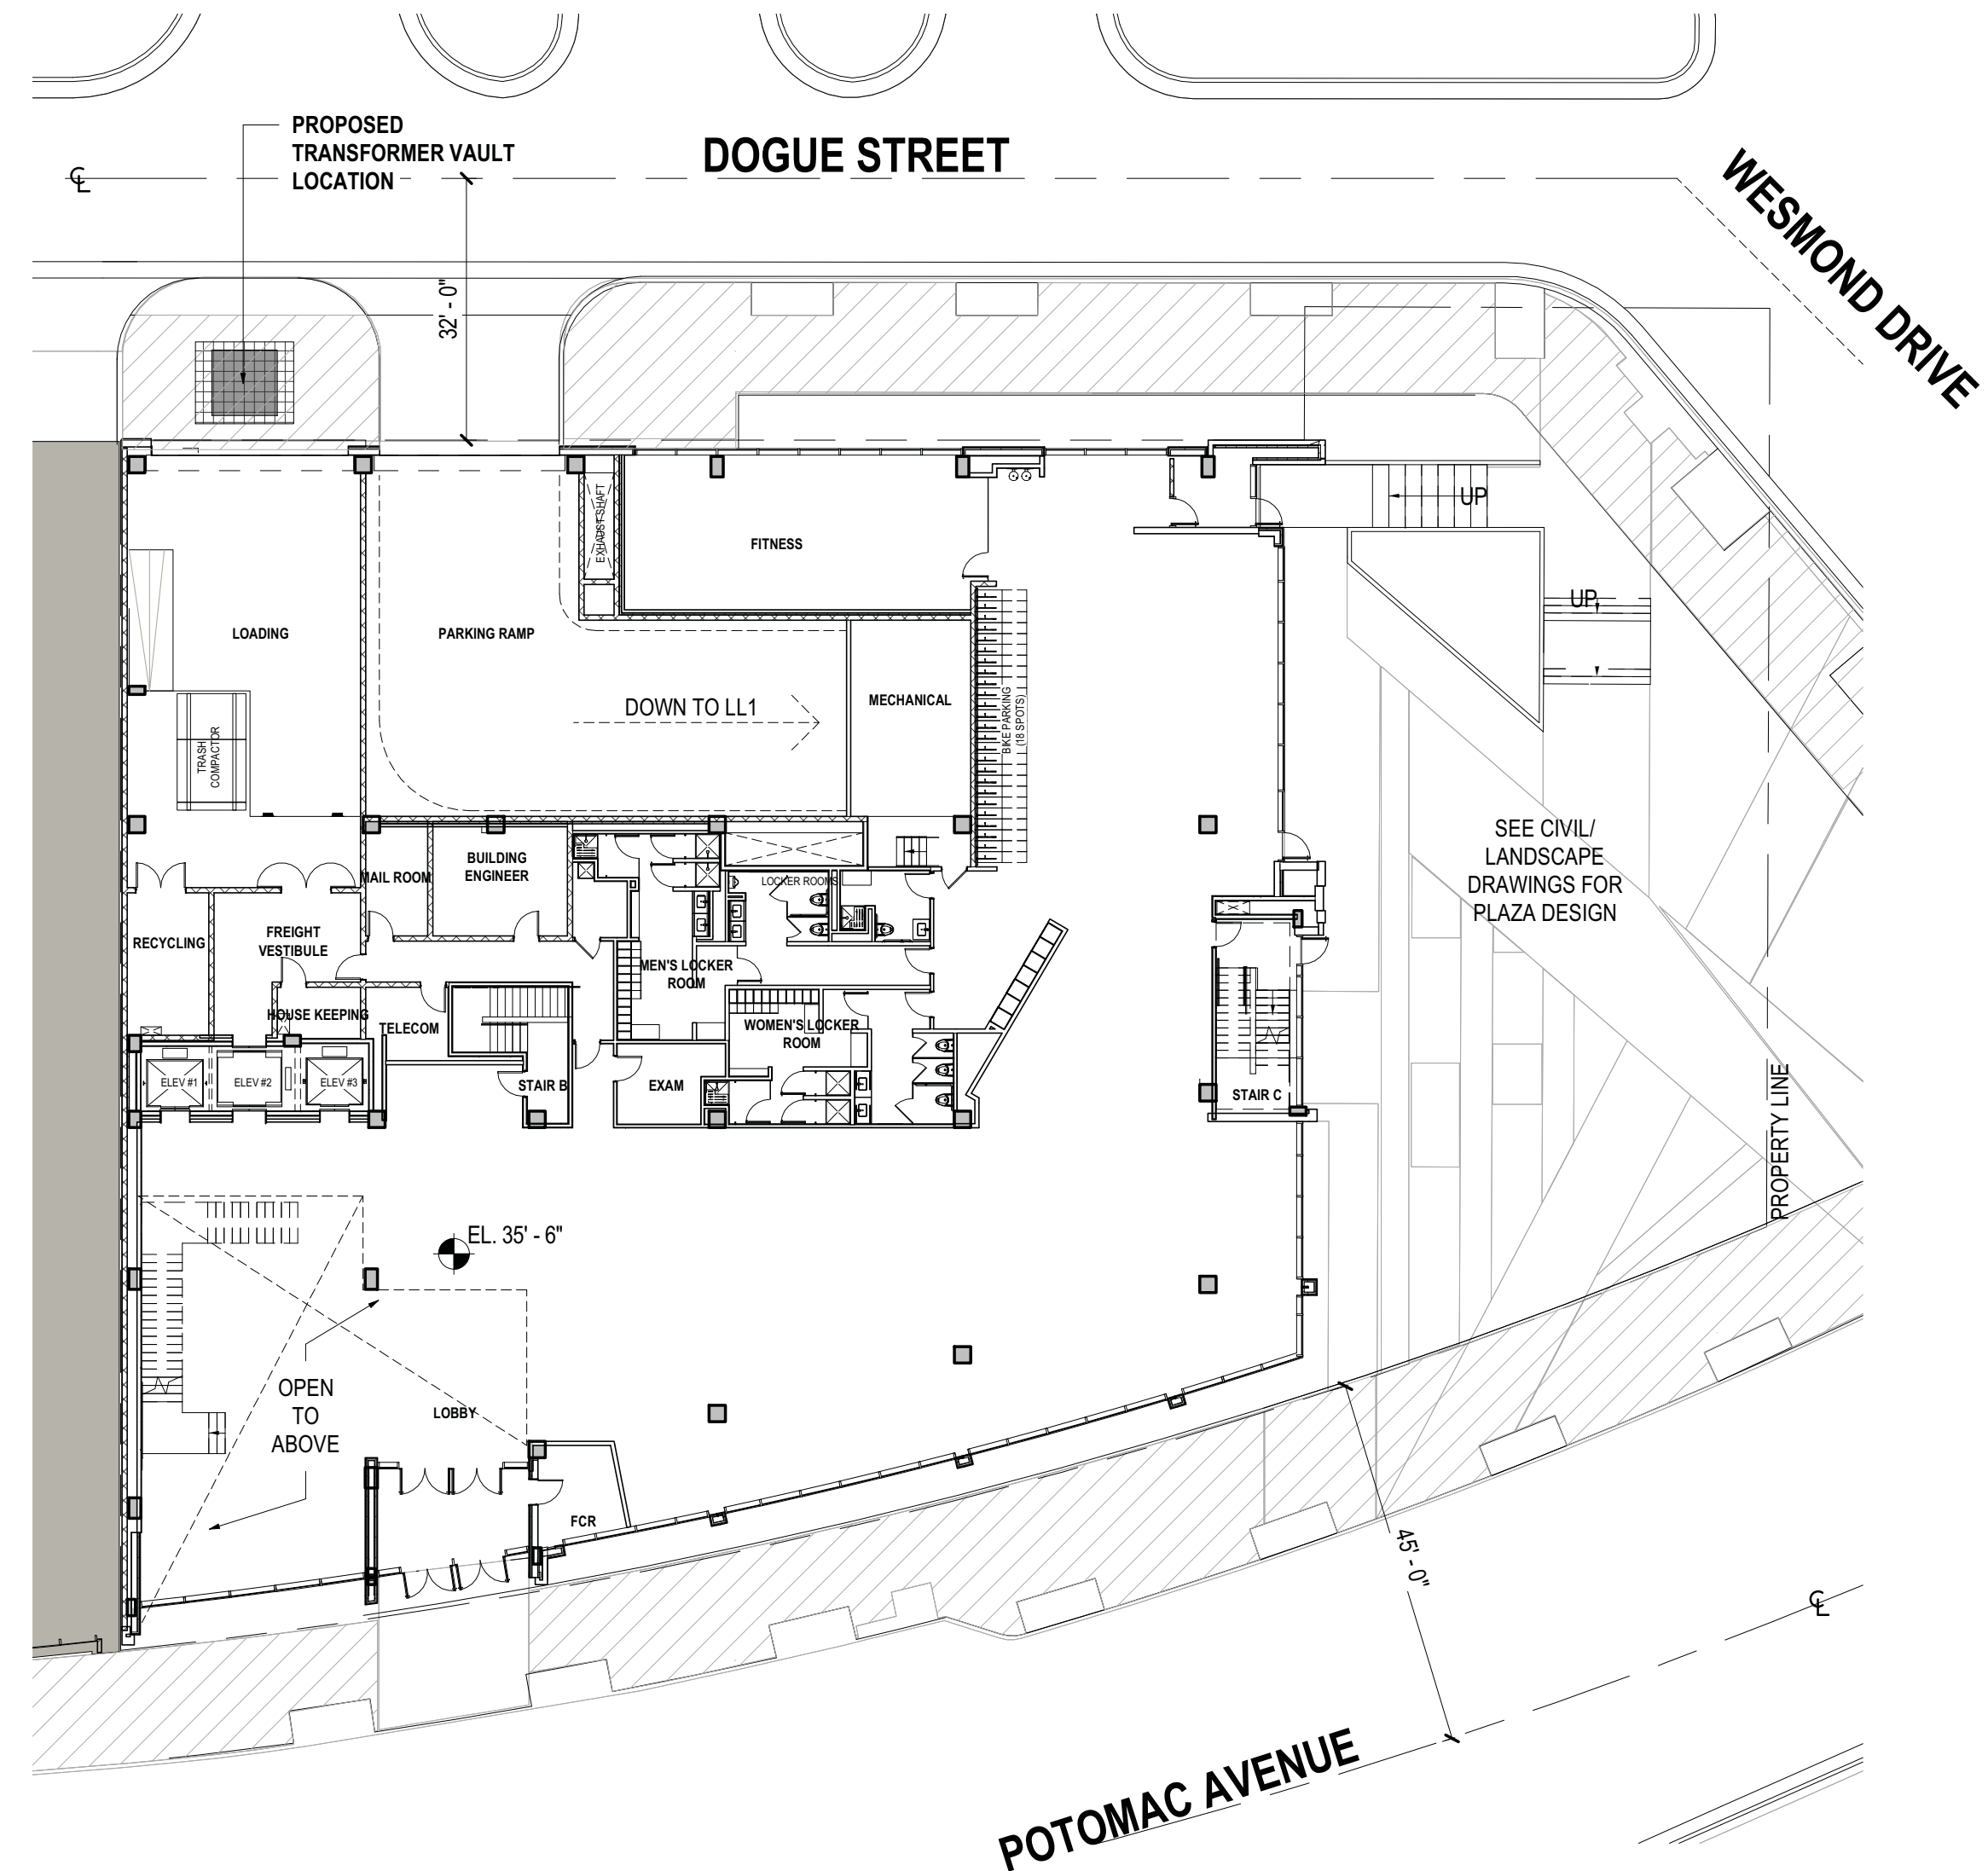 PROPOSED
TRANSFORMER VAULT
LOCATION
DOGUE STREET
WESMOND DRIVE
℄
32' - 0"
UP
EXHAUST SHAFT
FITNESS
UP
LOADING
PARKING RAMP
DOWN TO LL1
MECHANICAL
BIKE PARKING
(18 SPOTS)
TRASH
COMPACTOR
SEE CIVIL/
LANDSCAPE
DRAWINGS FOR
PLAZA DESIGN
BUILDING
ENGINEER
MAIL ROOM
LOCKER ROOMS
RECYCLING
FREIGHT
VESTIBULE
MEN'S LOCKER
ROOM
HOUSE KEEPING
TELECOM
WOMEN'S LOCKER
ROOM
ELEV #1
ELEV #2
ELEV #3
STAIR B
EXAM
STAIR C
PROPERTY LINE
EL. 35' - 6"
OPEN
TO
ABOVE
LOBBY
FCR
45' - 0"
℄
POTOMAC AVENUE